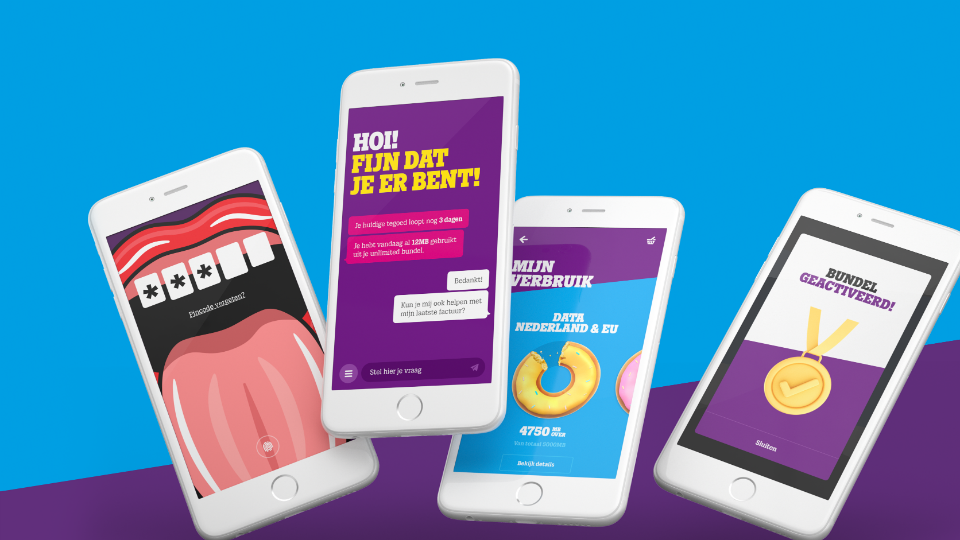 * * *
Pincode vergeten?
HOI!
FIJN DAT
JE ER BENT!
Je huidige tegoed loopt nog 3 dagen
Je hebt vandaag al 12MB gebruikt
uit je unlimited bundel.
Bedankt!
Kun je mij ook helpen met
mijn laatste factuur?
Stel hier je vraag
MIJN
VERBRUIK
DATA
NEDERLAND & EU
4750 MB
OVER
Van totaal 5000MB
Bekijk details
BUNDEL
GEACTIVEERD!
Sluiten